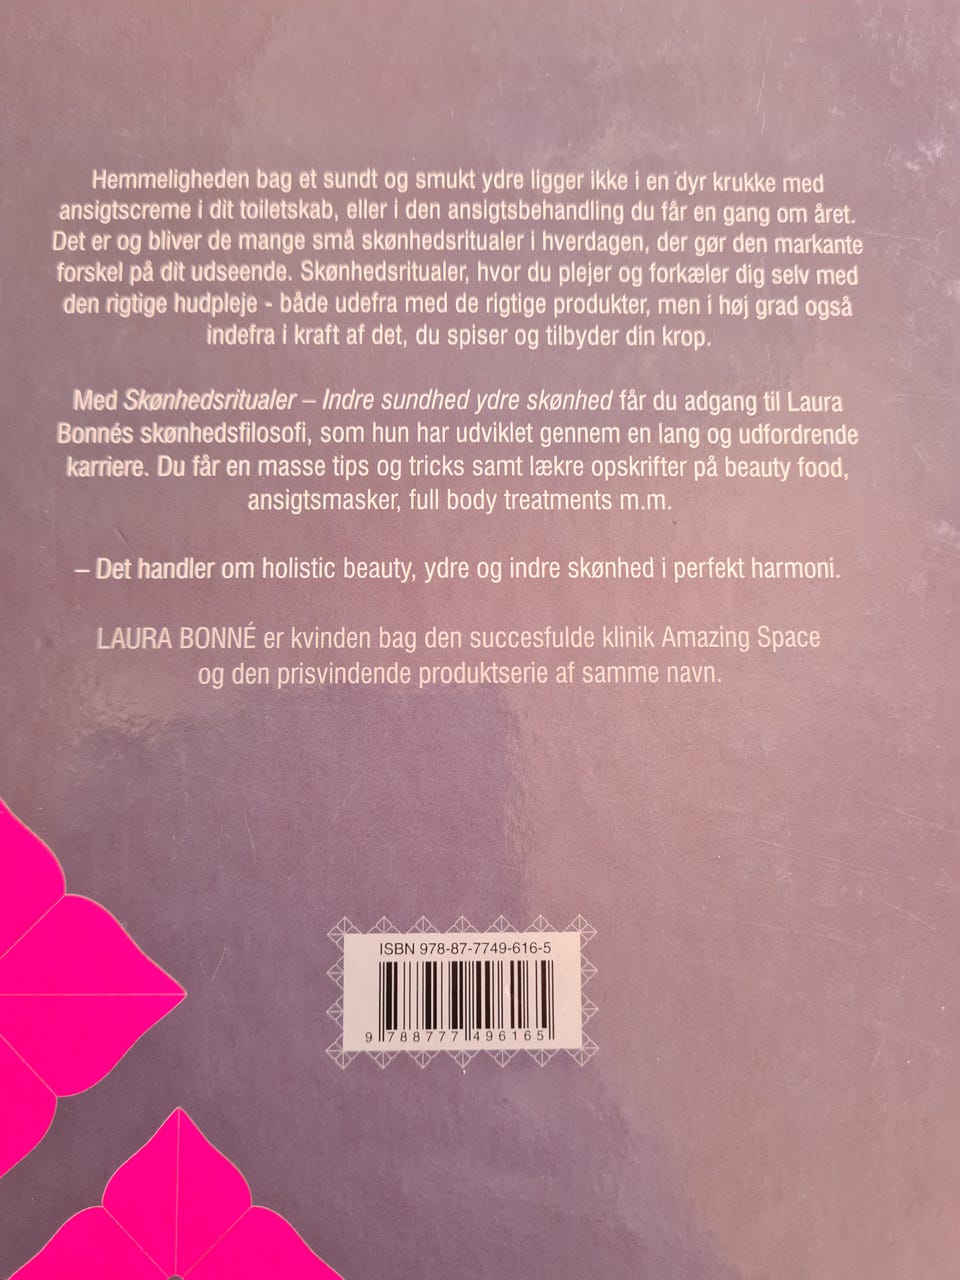 Hemmeligheden bag et sundt og smukt ydre ligger ikke i en dyr krukke med
ansigtscreme i dit toiletskab, eller i den ansigtsbehandling du får en gang om året.
Det er og bliver de mange små skønhedsritualer i hverdagen, der gør den markante
forskel på dit udseende. Skønhedsritualer, hvor du plejer og forkæler dig selv med
den rigtige hudpleje - både udefra med de rigtige produkter, men i høj grad også
indefra i kraft af det, du spiser og tilbyder din krop.
Med Skønhedsritualer – Indre sundhed ydre skønhed får du adgang til Laura
Bonnés skønhedsfilosofi, som hun har udviklet gennem en lang og udfordrende
karriere. Du får en masse tips og tricks samt lækre opskrifter på beauty food,
ansigtsmasker, full body treatments m.m.
– Det handler om holistic beauty, ydre og indre skønhed i perfekt harmoni.
LAURA BONNÉ er kvinden bag den succesfulde klinik Amazing Space
og den prisvindende produktserie af samme navn.
ISBN 978-87-7749-616-5
9 788777 496165